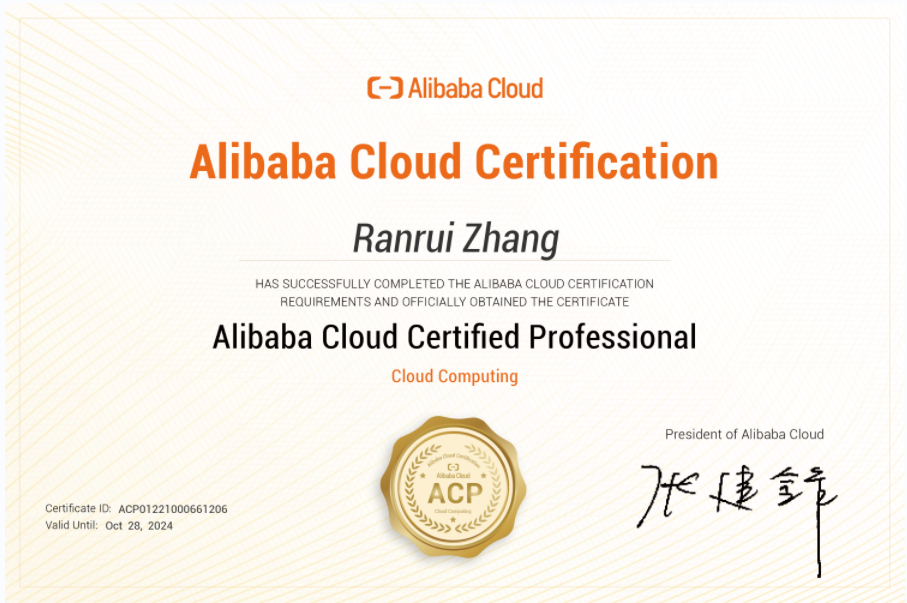 Alibaba Cloud
Alibaba Cloud Certification
Ranrui Zhang
HAS SUCCESSFULLY COMPLETED THE ALIBABA CLOUD CERTIFICATION
REQUIREMENTS AND OFFICIALLY OBTAINED THE CERTIFICATE
Alibaba Cloud Certified Professional
Cloud Computing
President of Alibaba Cloud
张建锋
Alibaba Cloud Certification
Alibaba Cloud
ACP
Cloud Computing
Certificate ID: ACP01221000661206
Valid Until: Oct 28, 2024